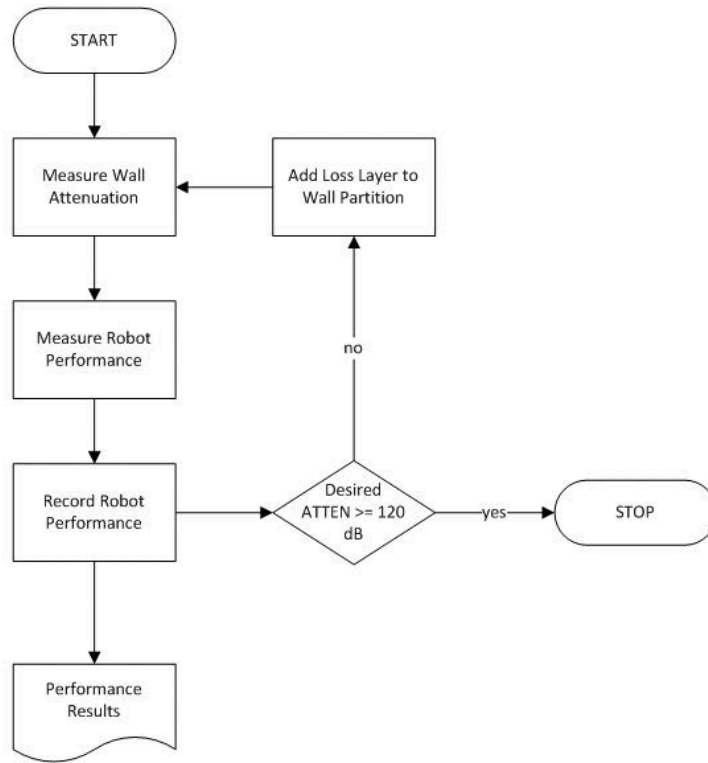 START
Measure Wall
Attenuation
Add Loss Layer to
Wall Partition
Measure Robot
Performance
no
Record Robot
Performance
Desired
ATTEN >= 120
dB
yes
STOP
Performance
Results